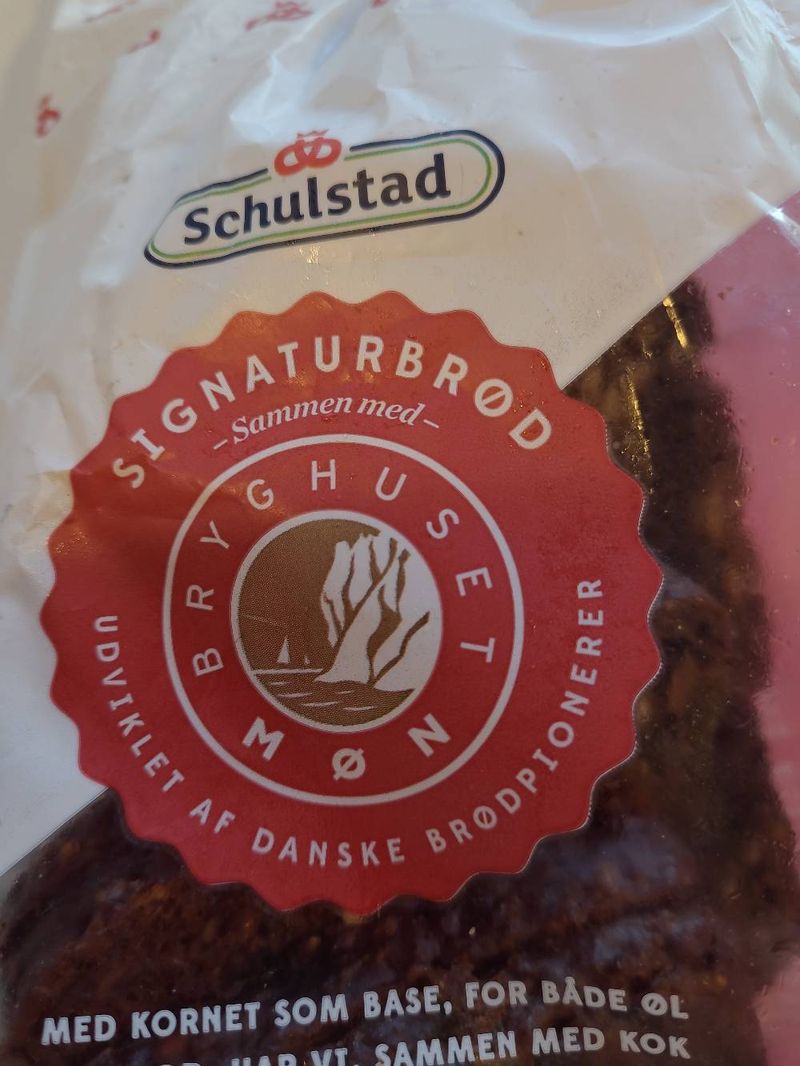 Schulstad
SIGNATURBRØD
- Sammen med -
BRYGHUSET
MØN
UDVIKLET AF DANSKE BRØDPIONERER
MED KORNET SOM BASE, FOR BÅDE ØL
HAR VI, SAMMEN MED KOK